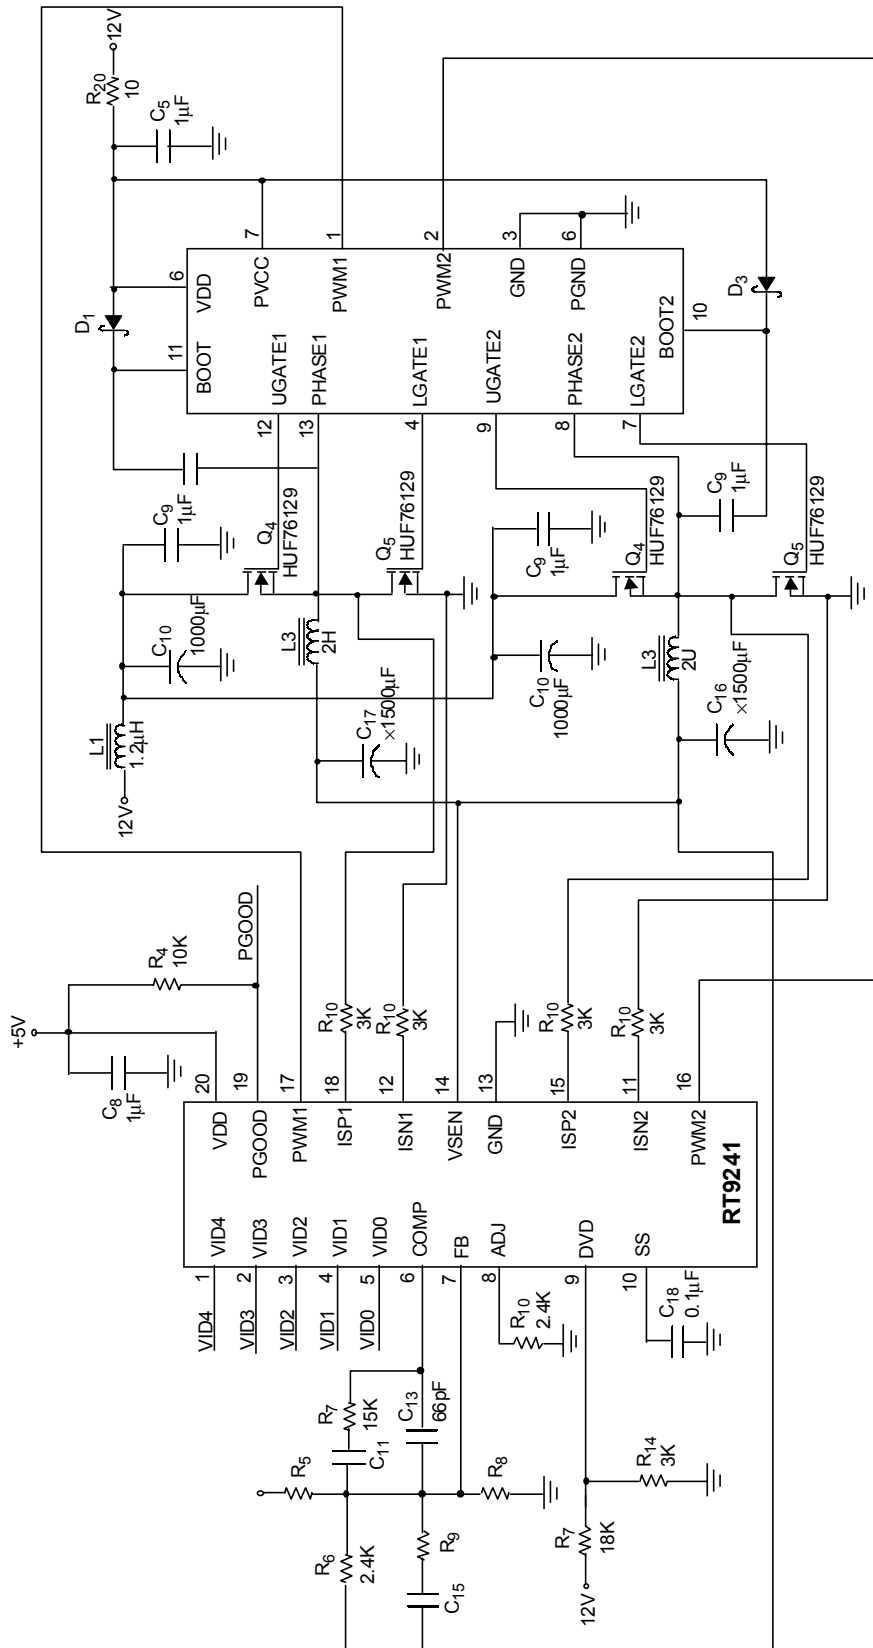 +5V
C8
1µF
R4
10K
PGOOD
12V
L1
1.2µH
C10
1000µF
C9
1µF
12V
R20
10
C5
1µF
D1
VID4
VID3
VID2
VID1
VID0
1
2
3
4
5
6
7
8
9
10
VID4
VID3
VID2
VID1
VID0
COMP
FB
ADJ
DVD
SS
VDD
PGOOD
PWM1
ISP1
ISN1
VSEN
GND
ISP2
ISN2
PWM2
RT9241
20
19
17
18
12
14
13
15
11
16
R5
R7
15K
C11
C13
66pF
R6
2.4K
R9
C15
R8
R10
2.4K
R7
18K
12V
R14
3K
C18
0.1µF
R10
3K
R10
3K
R10
3K
R10
3K
Q4
HUF76129
L3
2H
C17
×1500µF
Q5
HUF76129
C9
1µF
C10
1000µF
Q4
HUF76129
L3
2U
C16
×1500µF
C9
1µF
Q5
HUF76129
11
12
13
4
9
8
7
BOOT
UGATE1
PHASE1
LGATE1
UGATE2
PHASE2
LGATE2
6
VDD
7
PVCC
1
PWM1
2
PWM2
3
GND
6
PGND
BOOT2
10
D3